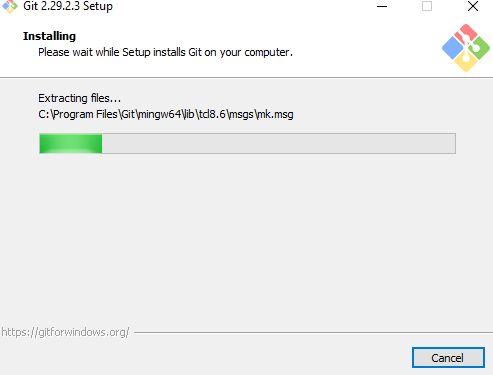 Git 2.29.2.3 Setup
Installing
Please wait while Setup installs Git on your computer.
Extracting files...
C:\Program Files\Git\mingw64\lib\tcl8.6\msgs\mk.msg
https://gitforwindows.org/
Cancel